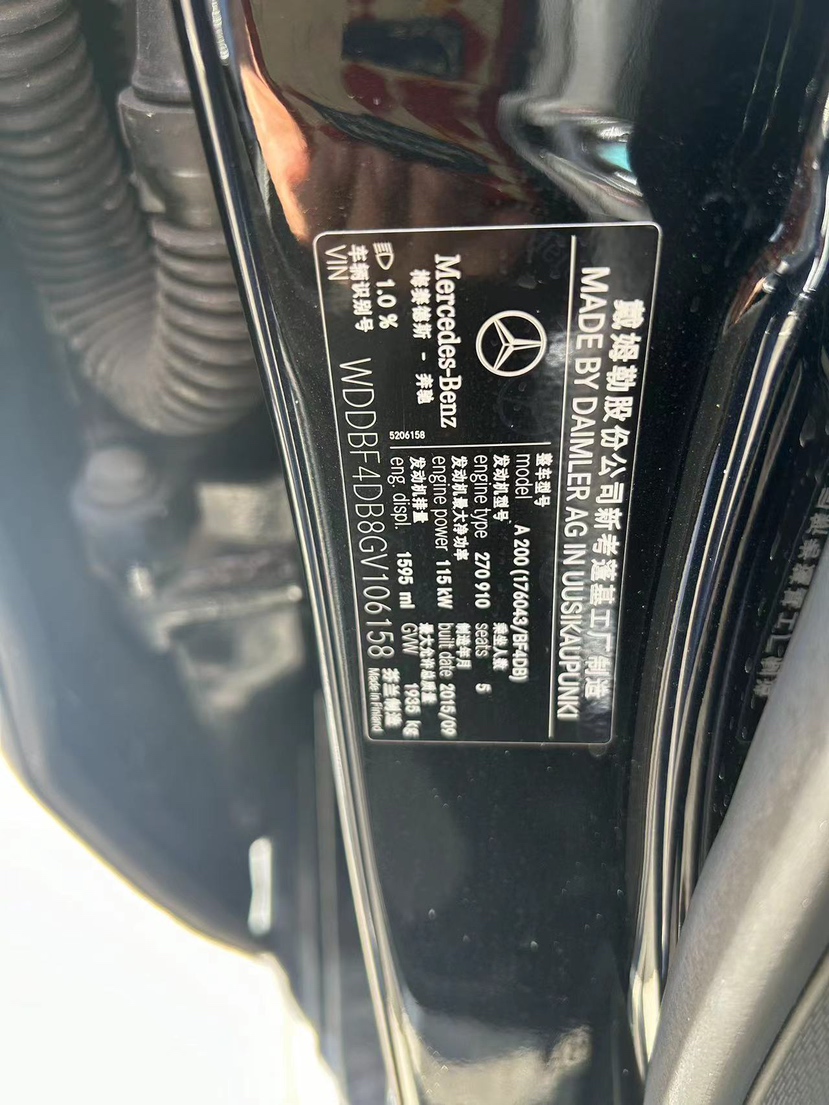 戴姆勒股份公司新考蓬基工厂制造
MADE BY DAIMLER AG IN UUSIKAUPUNKI
Mercedes-Benz
梅赛德斯 - 奔驰
1.0 %
5206158
整车型号
model A 200 (176043/BF4DB)
发动机型号 乘坐人数
engine type 270 910 seats 5
发动机最大净功率 制造年月
engine power 115 kW built date 2015/09
发动机排量 最大允许总质量
eng. displ. 1595 ml GVW 1935 kg
车辆识别号
VIN WDDBF4DB8GV106158
芬兰制造
Made in Finland